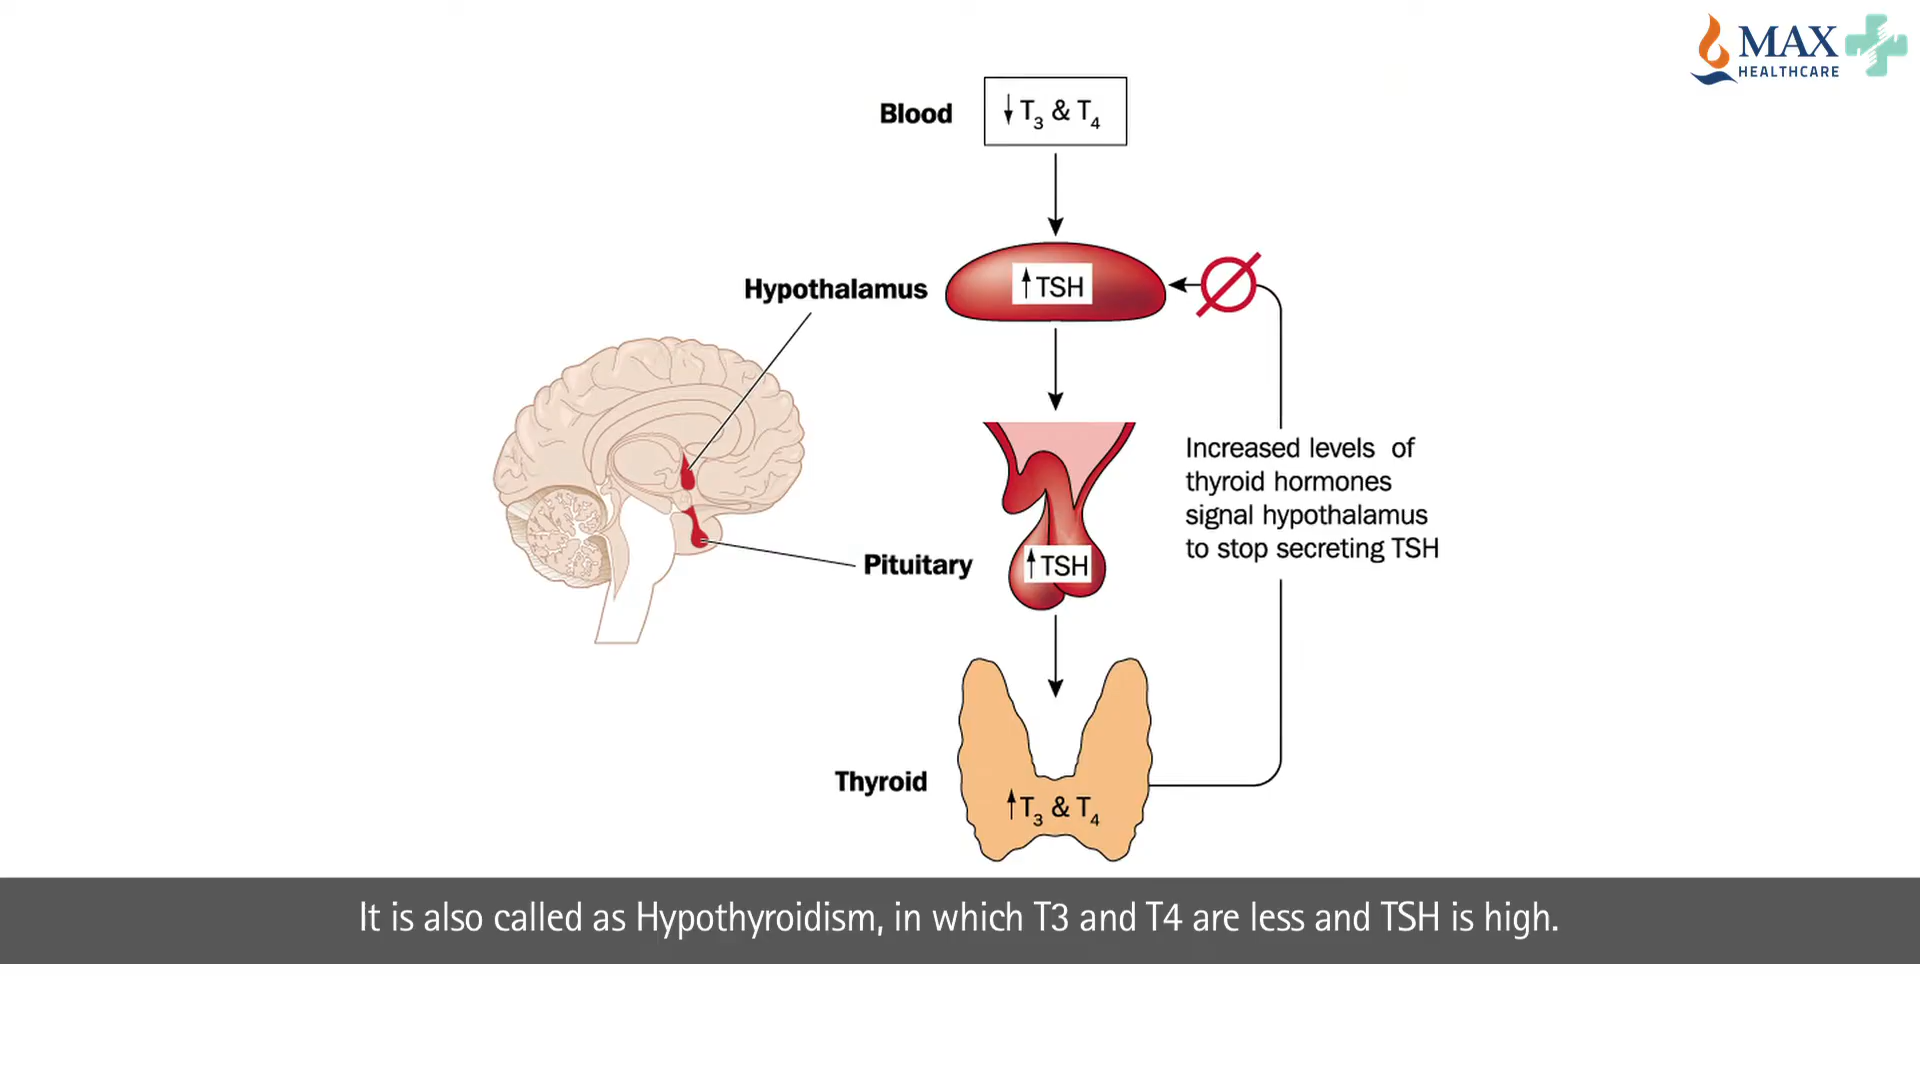 MAX
HEALTHCARE
Blood
↓T3 & T4
Hypothalamus
↑TSH
Increased levels of
thyroid hormones
signal hypothalamus
to stop secreting TSH
Pituitary
↑TSH
Thyroid
↑T3 & T4
It is also called as Hypothyroidism, in which T3 and T4 are less and TSH is high.